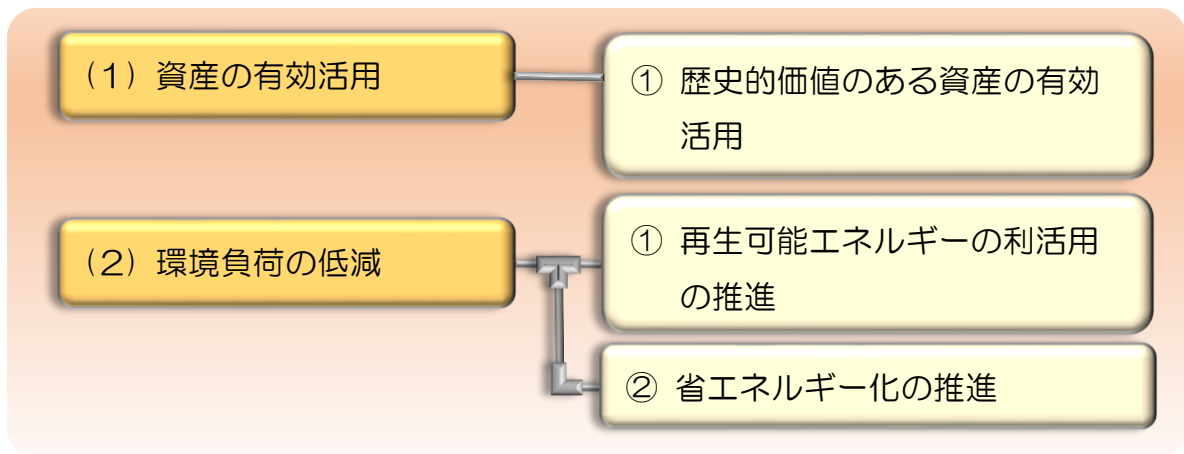 （１）資産の有効活用
① 歴史的価値のある資産の有効
活用
（２）環境負荷の低減
① 再生可能エネルギーの利活用
の推進
② 省エネルギー化の推進